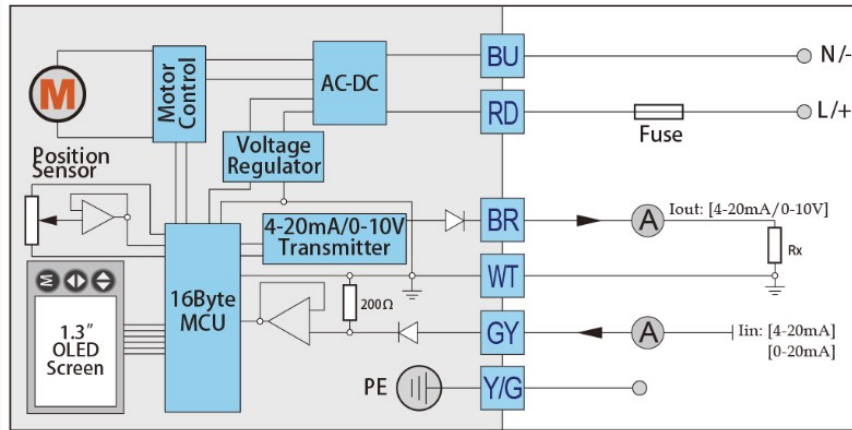 M
Motor
Control
AC-DC
Voltage
Regulator
BU
N/-
RD
Fuse
L/+
Position
Sensor
4-20mA/0-10V
Transmitter
BR
A
Iout: [4-20mA/0-10V]
Rx
WT
16Byte
MCU
200Ω
GY
A
Iin: [4-20mA]
[0-20mA]
M
1.3"
OLED
Screen
PE
Y/G